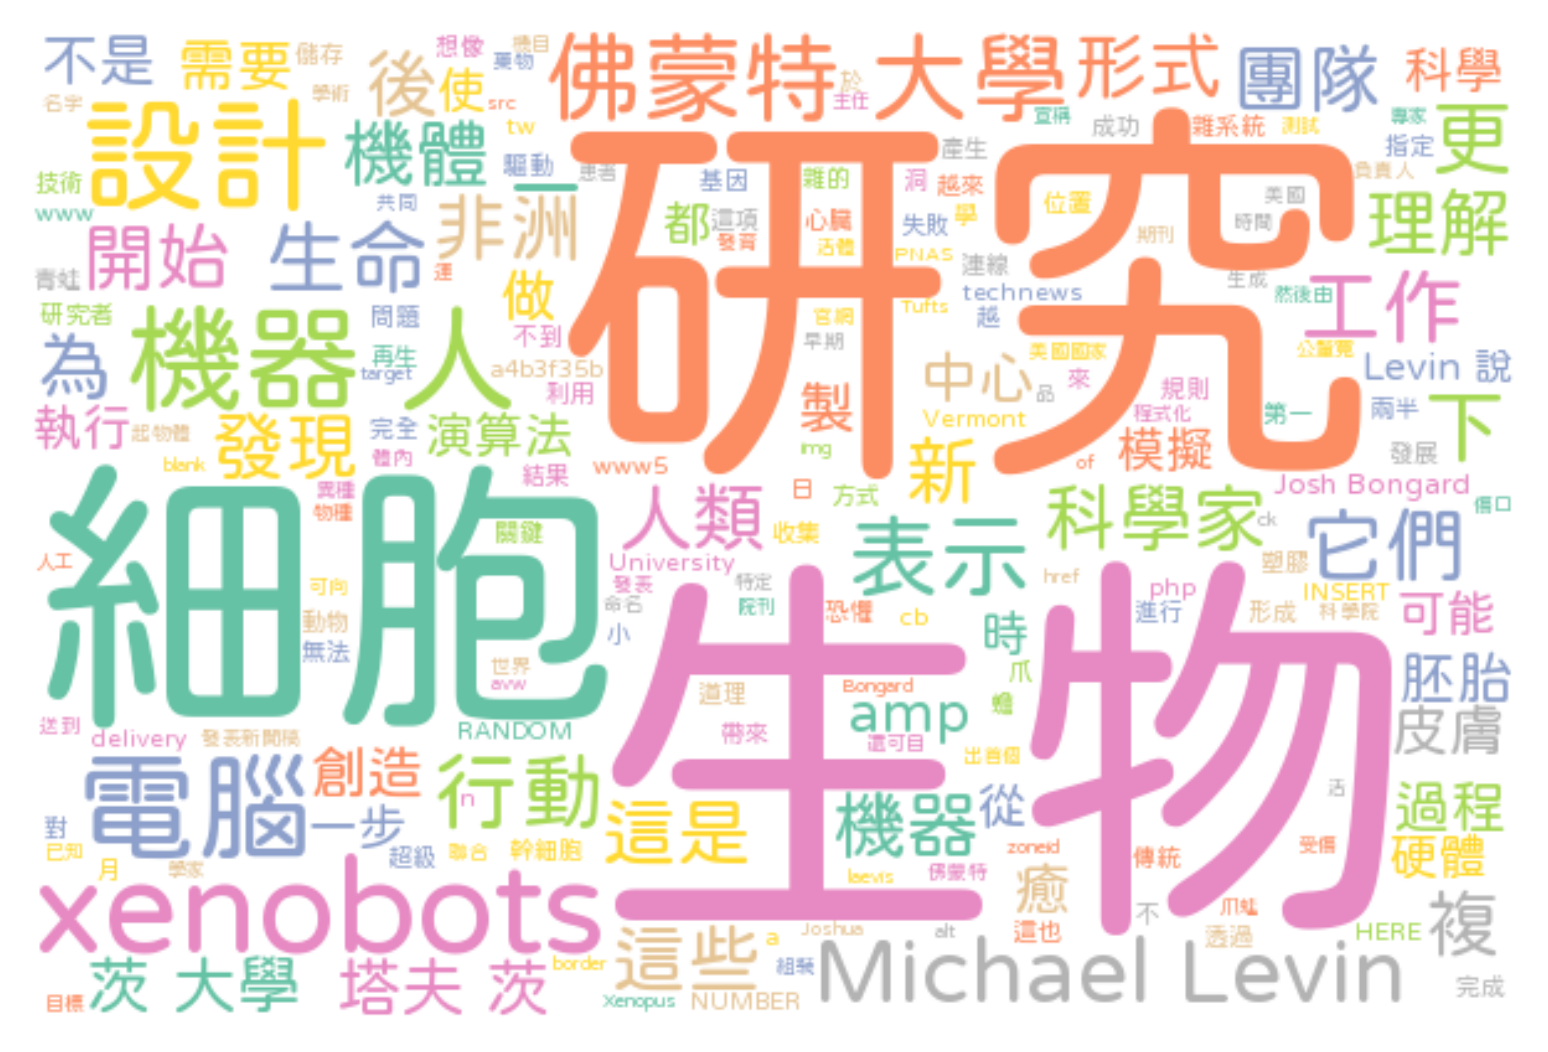 不是
需要
儲存
想像
機目
藥物
佛蒙特
大學
形式
團隊
科學
名字
學術
後
使
src
於
主任
設計
機體
tw
驅動
一
患者
宣稱
成功
雜系統
測試
專家
更
指定
負責人
技術
www
共同
非洲
研究
基因
雜的
產生
洞
越來
位置
美國
理解
開始
生命
都
這項
心臟
失敗
學
時間
發育
活體
期刊
青蛙
運
做
PNAS
連線
生成
工作
研究者
機器人
問題
不到
官網
Tufts
technews
越
然後由
為
再生
target
a4b3f35b
早期
中心
美國國家
來
Levin 說
利用
製
品
規則
執行
起物體
發現
完全
演算法
Vermont
程式化
第一
兩半
下
blank
體內
結果
www5
img
新
of
模擬
發展
細胞
異種
物種
關鍵
人類
日
方式
科學家
Josh Bongard
傷口
收集
表示
ck
它們
人工
University
塑膠
可向
發表
特定
href
php
INSERT
動物
命名
院刊
恐懼
cb
時
進行
形成
科學院
可能
無法
小
生物
世界
avw
道理
Bongard
爪
胚胎
送到
delivery
發表新聞稿
RANDOM
帶來
amp
蟾
還可目
皮膚
電腦
創造
行動
出首個
n
這是
機器
從
活
過程
對
一步
已知
月
學家
超級
聯合
幹細胞
zoneid
傳統
受傷
硬體
xenobots
laevis
佛蒙特
癒
不
爪蛙
複
這些
a
Joshua
alt
這也
透過
HERE
茨 大學
塔夫 茨
border
組裝
Michael Levin
目標
Xenopus
NUMBER
完成